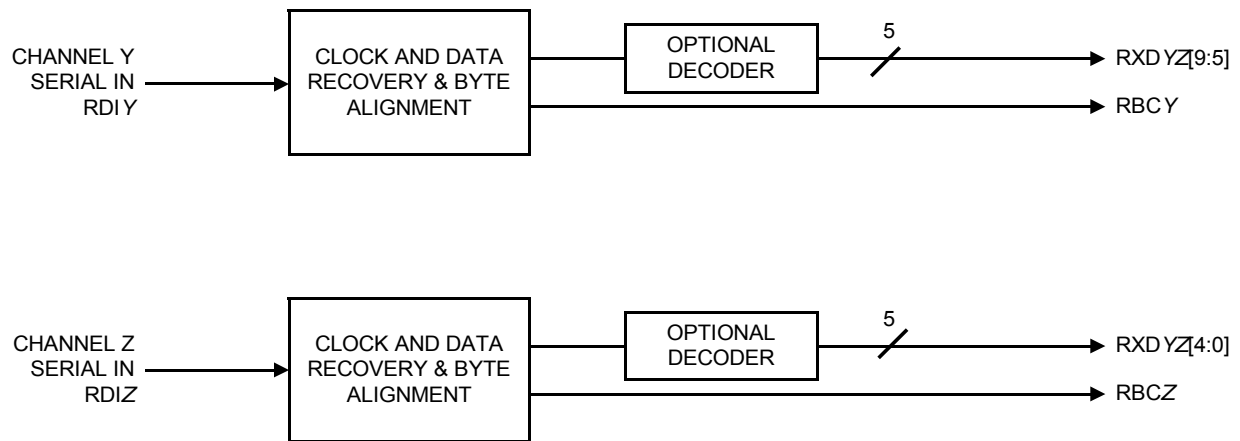 CHANNEL Y
SERIAL IN
RDIY
CLOCK AND DATA
RECOVERY & BYTE
ALIGNMENT
OPTIONAL
DECODER
5
RXDYZ[9:5]
RBCY
CHANNEL Z
SERIAL IN
RDIZ
CLOCK AND DATA
RECOVERY & BYTE
ALIGNMENT
OPTIONAL
DECODER
5
RXDYZ[4:0]
RBCZ